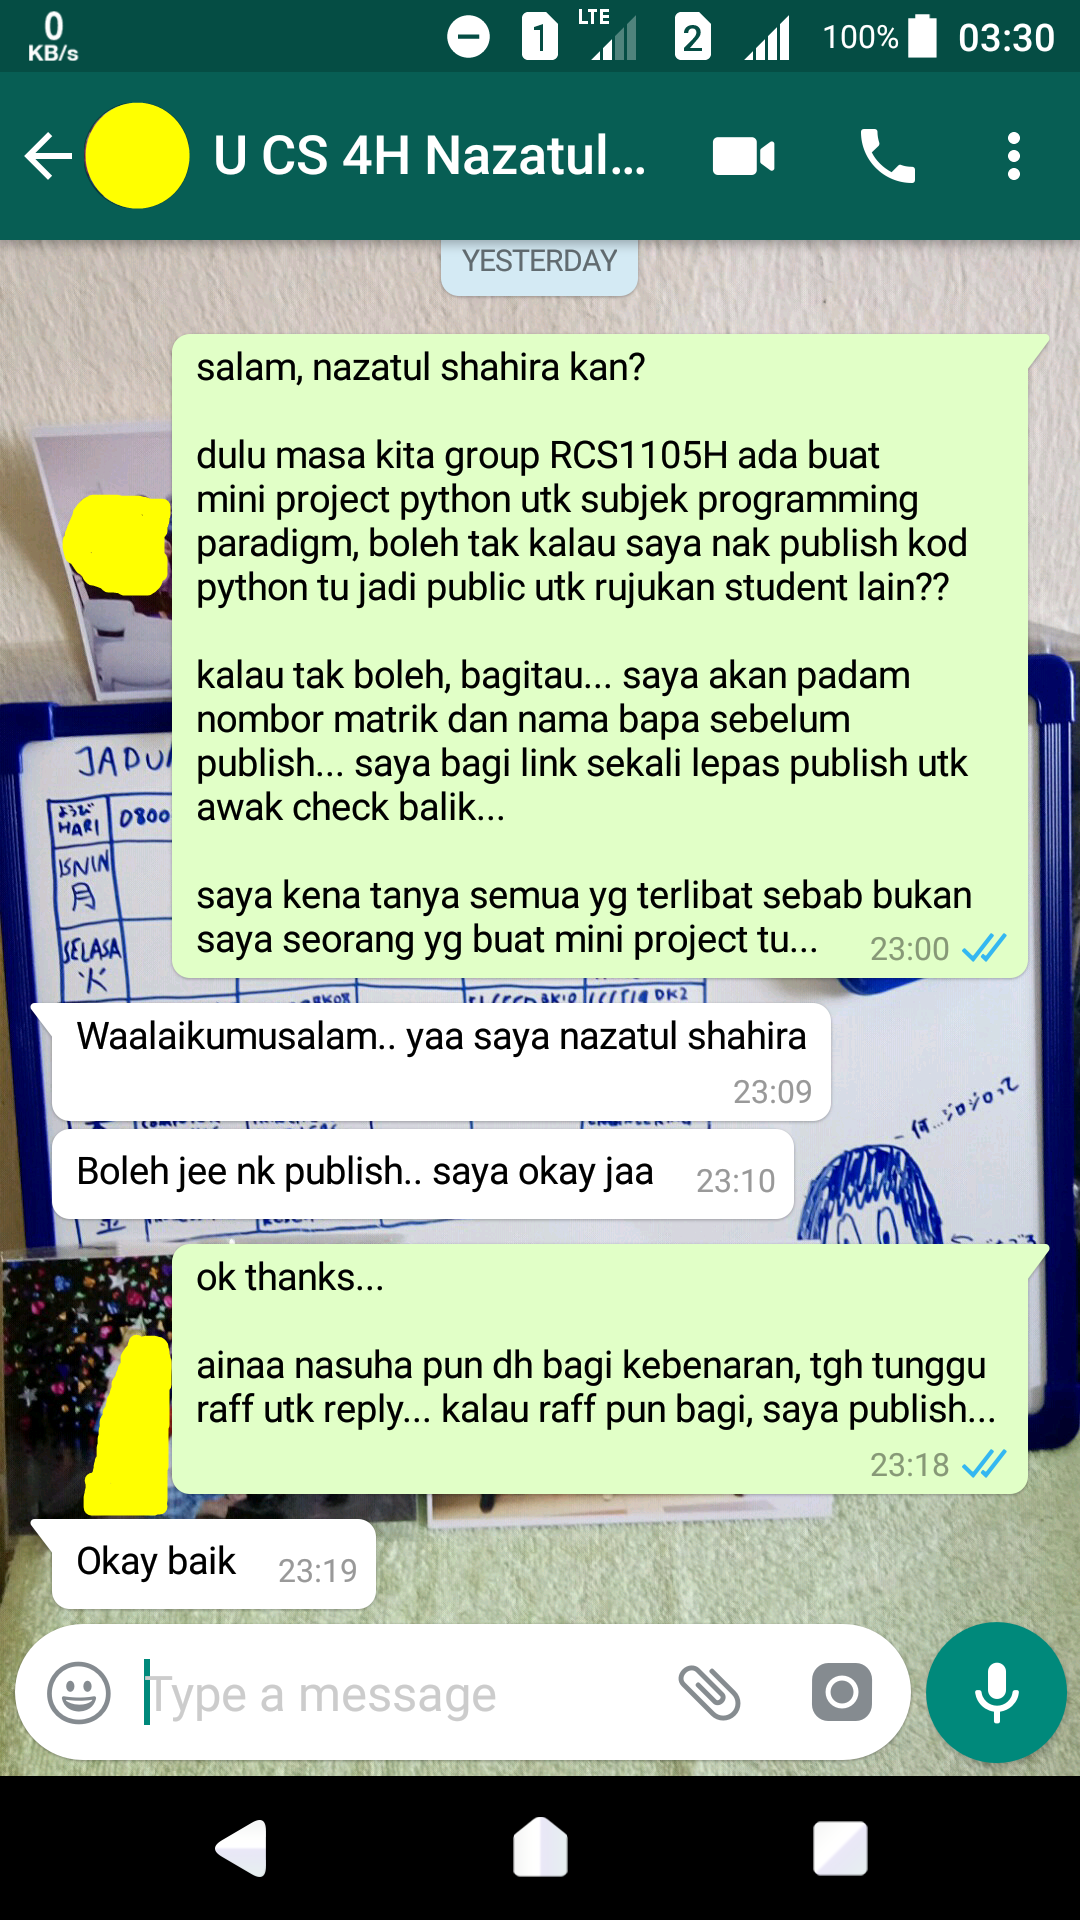 0
KB/s
1
LTE
2
100%
03:30
U CS 4H Nazatul...
YESTERDAY
salam, nazatul shahira kan?
dulu masa kita group RCS1105H ada buat
mini project python utk subjek programming
paradigm, boleh tak kalau saya nak publish kod
python tu jadi public utk rujukan student lain??
kalau tak boleh, bagitau... saya akan padam
nombor matrik dan nama bapa sebelum
publish... saya bagi link sekali lepas publish utk
awak check balik...
saya kena tanya semua yg terlibat sebab bukan
saya seorang yg buat mini project tu...
23:00
JADU
ようび
HARI
0800
ISNIN
月
SELASA
火
DK2
Waalaikumusalam.. yaa saya nazatul shahira
23:09
Boleh jee nk publish.. saya okay jaa
23:10
ok thanks...
ainaa nasuha pun dh bagi kebenaran, tgh tunggu
raff utk reply... kalau raff pun bagi, saya publish...
23:18
Okay baik
23:19
Type a message